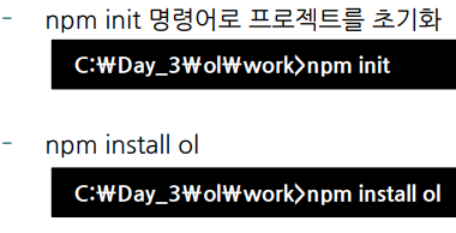 - npm init 명령어로 프로젝트를 초기화
C:₩Day_3₩ol₩work>npm init
- npm install ol
C:₩Day_3₩ol₩work>npm install ol